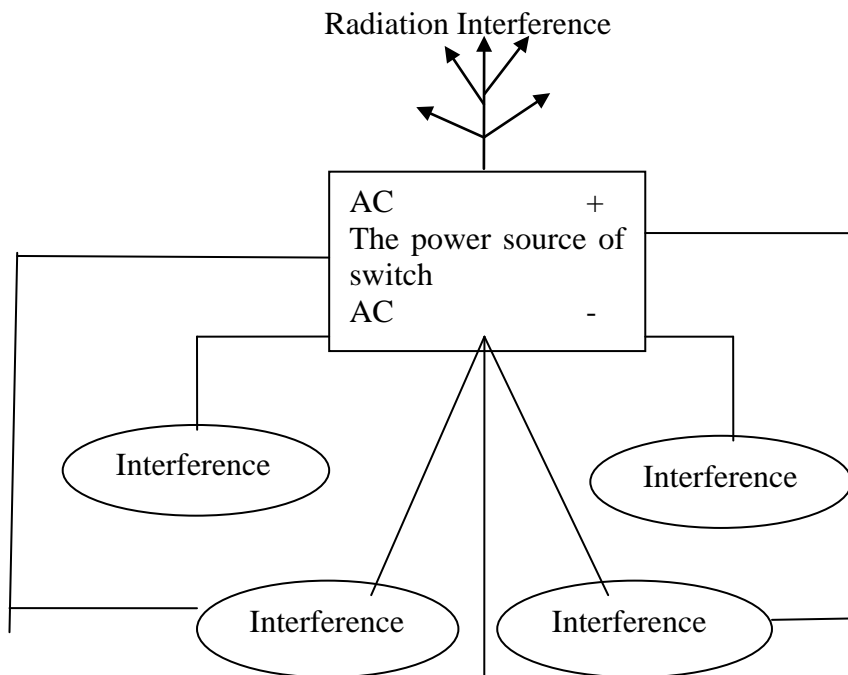 Radiation Interference
AC +
The power source of
switch
AC -
Interference
Interference
Interference
Interference